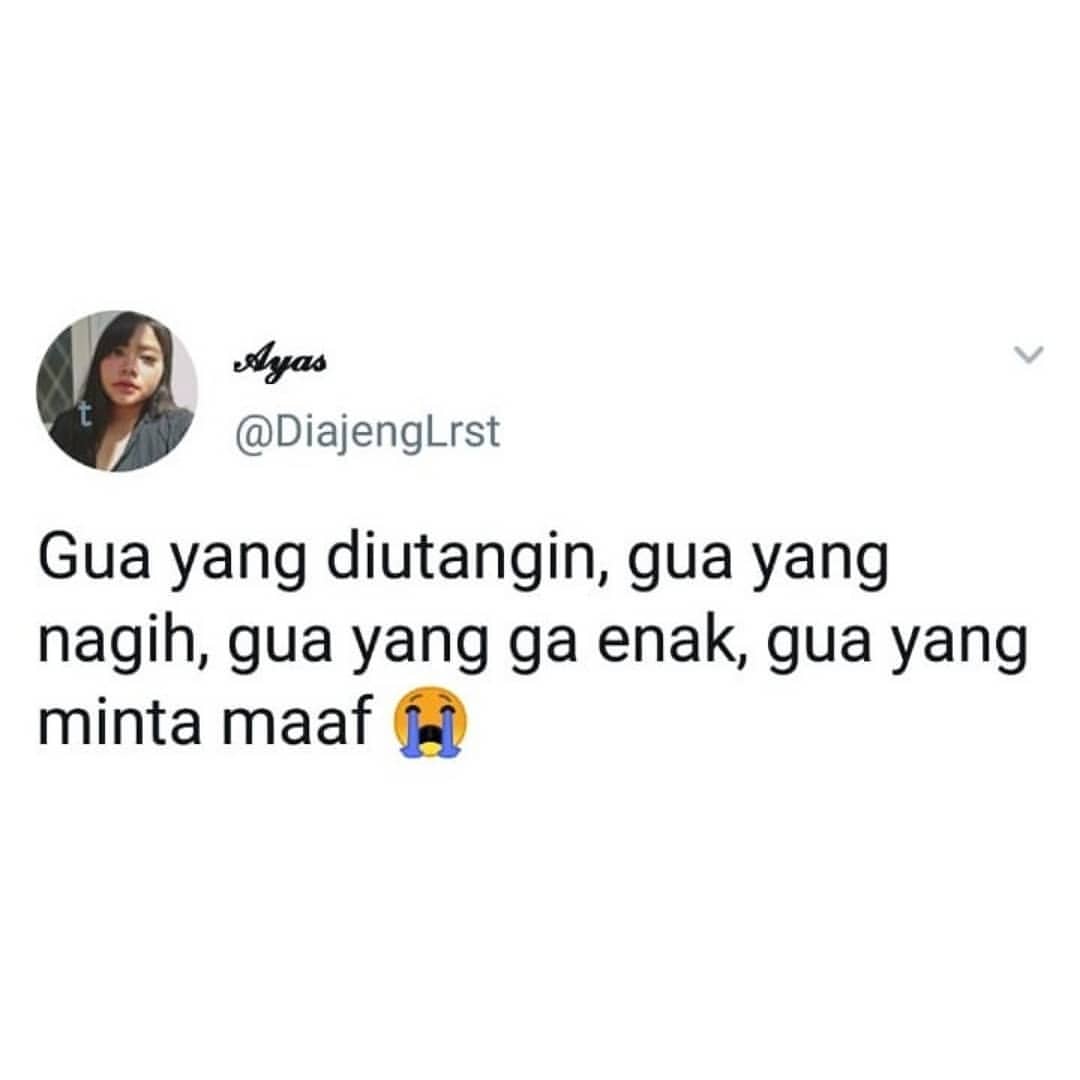 Ayas
@DiajengLrst
Gua yang diutangin, gua yang
nagih, gua yang ga enak, gua yang
minta maaf 😭
t